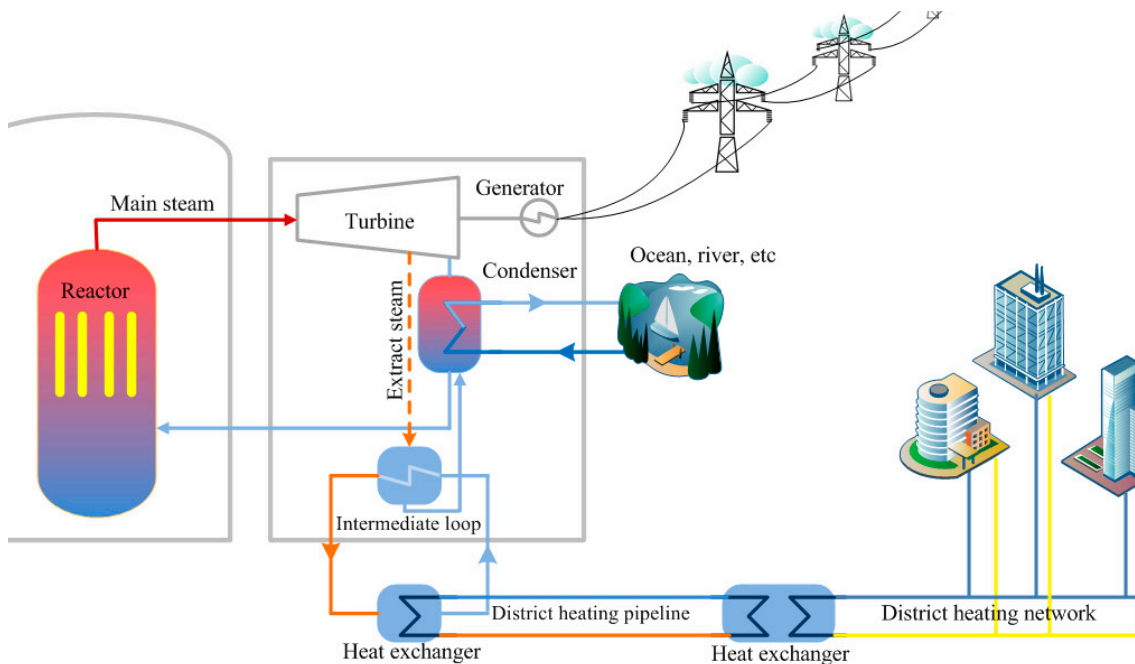 Main steam
Generator
Turbine
Ocean, river, etc
Condenser
Reactor
Extract steam
Intermediate loop
District heating pipeline
District heating network
Heat exchanger
Heat exchanger